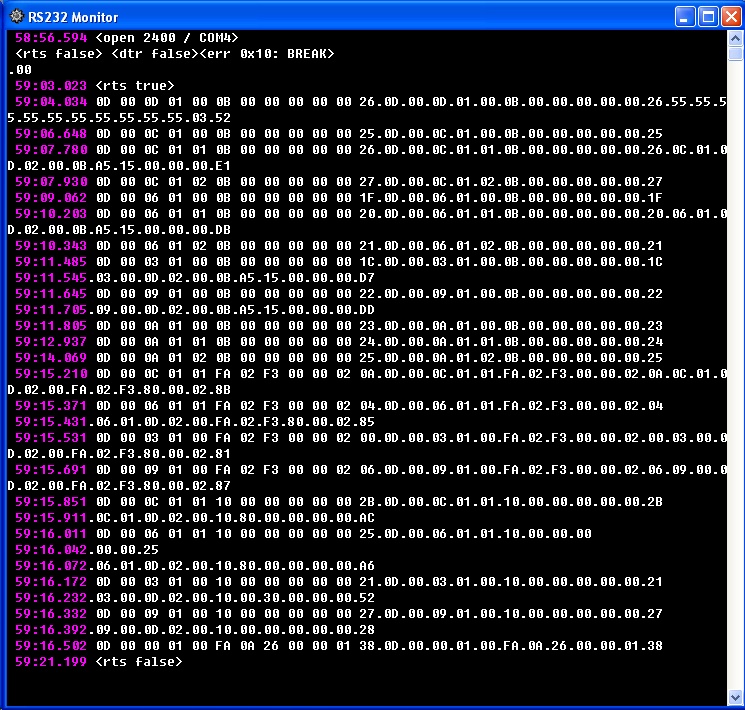 RS232 Monitor
58:56.594 <open 2400 / COM4>
<rts false> <dtr false><err 0x10: BREAK>
.00
59:03.023 <rts true>
59:04.034 0D 00 0D 01 00 0B 00 00 00 00 00 26.0D.00.0D.01.00.0B.00.00.00.00.00.26.55.55.5
5.55.55.55.55.55.55.55.03.52
59:06.648 0D 00 0C 01 00 0B 00 00 00 00 00 25.0D.00.0C.01.00.0B.00.00.00.00.00.25
59:07.780 0D 00 0C 01 01 0B 00 00 00 00 00 26.0D.00.0C.01.01.0B.00.00.00.00.00.26.0C.01.0
D.02.00.0B.A5.15.00.00.00.E1
59:07.930 0D 00 0C 01 02 0B 00 00 00 00 00 27.0D.00.0C.01.02.0B.00.00.00.00.00.27
59:09.062 0D 00 06 01 00 0B 00 00 00 00 00 1F.0D.00.06.01.00.0B.00.00.00.00.00.1F
59:10.203 0D 00 06 01 01 0B 00 00 00 00 00 20.0D.00.06.01.01.0B.00.00.00.00.00.20.06.01.0
D.02.00.0B.A5.15.00.00.00.DB
59:10.343 0D 00 06 01 02 0B 00 00 00 00 00 21.0D.00.06.01.02.0B.00.00.00.00.00.21
59:11.485 0D 00 03 01 00 0B 00 00 00 00 00 1C.0D.00.03.01.00.0B.00.00.00.00.00.1C
59:11.545.03.00.0D.02.00.0B.A5.15.00.00.00.D7
59:11.645 0D 00 09 01 00 0B 00 00 00 00 00 22.0D.00.09.01.00.0B.00.00.00.00.00.22
59:11.705.09.00.0D.02.00.0B.A5.15.00.00.00.DD
59:11.805 0D 00 0A 01 00 0B 00 00 00 00 00 23.0D.00.0A.01.00.0B.00.00.00.00.00.23
59:12.937 0D 00 0A 01 01 0B 00 00 00 00 00 24.0D.00.0A.01.01.0B.00.00.00.00.00.24
59:14.069 0D 00 0A 01 02 0B 00 00 00 00 00 25.0D.00.0A.01.02.0B.00.00.00.00.00.25
59:15.210 0D 00 0C 01 01 FA 02 F3 00 00 02 0A.0D.00.0C.01.01.FA.02.F3.00.00.02.0A.0C.01.0
D.02.00.FA.02.F3.80.00.02.8B
59:15.371 0D 00 06 01 01 FA 02 F3 00 00 02 04.0D.00.06.01.01.FA.02.F3.00.00.02.04
59:15.431.06.01.0D.02.00.FA.02.F3.80.00.02.85
59:15.531 0D 00 03 01 00 FA 02 F3 00 00 02 00.0D.00.03.01.00.FA.02.F3.00.00.02.00.03.00.0
D.02.00.FA.02.F3.80.00.02.81
59:15.691 0D 00 09 01 00 FA 02 F3 00 00 02 06.0D.00.09.01.00.FA.02.F3.00.00.02.06.09.00.0
D.02.00.FA.02.F3.80.00.02.87
59:15.851 0D 00 0C 01 01 10 00 00 00 00 00 2B.0D.00.0C.01.01.10.00.00.00.00.00.2B
59:15.911.0C.01.0D.02.00.10.80.00.00.00.00.AC
59:16.011 0D 00 06 01 01 10 00 00 00 00 00 25.0D.00.06.01.01.10.00.00.00
59:16.042.00.00.25
59:16.072.06.01.0D.02.00.10.80.00.00.00.00.A6
59:16.172 0D 00 03 01 00 10 00 00 00 00 00 21.0D.00.03.01.00.10.00.00.00.00.00.21
59:16.232.03.00.0D.02.00.10.00.30.00.00.00.52
59:16.332 0D 00 09 01 00 10 00 00 00 00 00 27.0D.00.09.01.00.10.00.00.00.00.00.27
59:16.392.09.00.0D.02.00.10.00.00.00.00.00.28
59:16.502 0D 00 00 01 00 FA 0A 26 00 00 01 38.0D.00.00.01.00.FA.0A.26.00.00.01.38
59:21.199 <rts false>